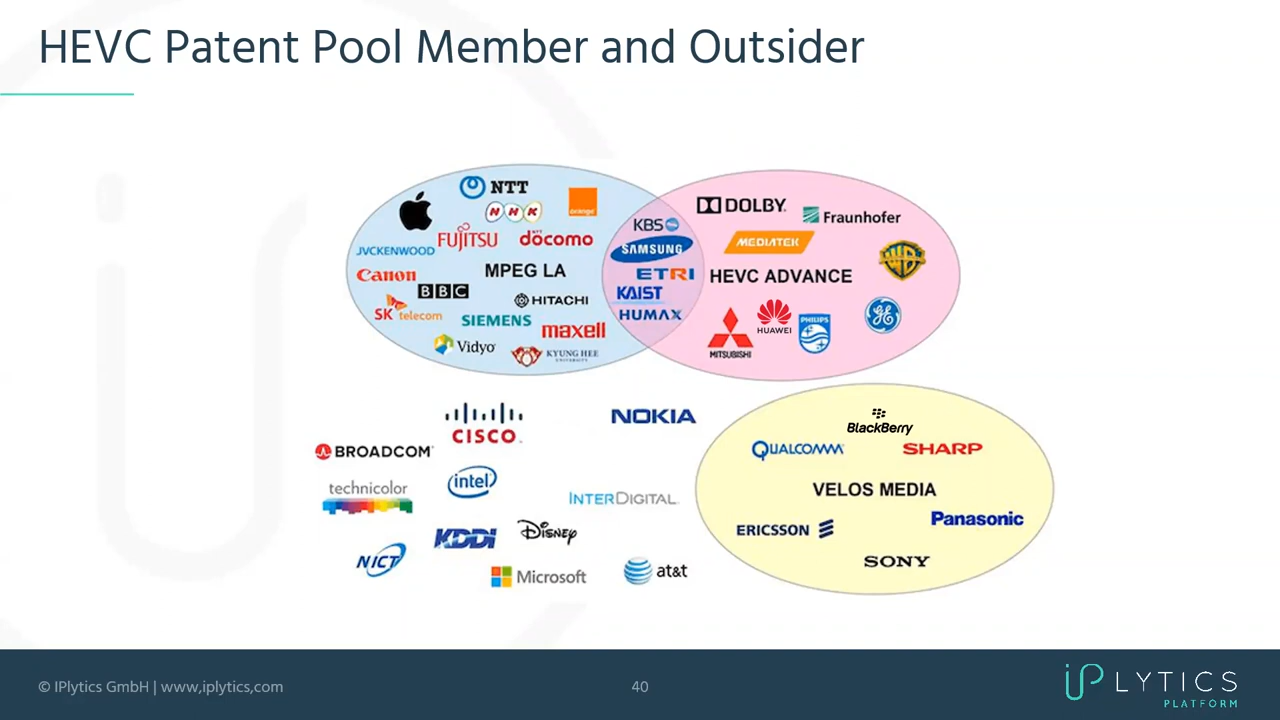 HEVC Patent Pool Member and Outsider
NTT
NHK
orange
FUJITSU
NTT
döcomo
JVCKENWOOD
MPEG LA
Canon
BBC
HITACHI
SK telecom
SIEMENS
maxell
Vidyo
KYUNG HEE
UNIVERSITY
KBS
SAMSUNG
ETRI
KAIST
HUMAX
DOLBY
Fraunhofer
MEDIATEK
WB
HEVC ADVANCE
HUAWEI
PHILIPS
GE
MITSUBISHI
CISCO
NOKIA
BROADCOM
technicolor
intel
INTERDIGITAL
KDDI
DISNEY
NICT
Microsoft
at&t
BlackBerry
QUALCOMM
SHARP
VELOS MEDIA
ERICSSON
Panasonic
SONY
© IPlytics GmbH | www.iplytics.com
40
iPLYTICS
PLATFORM